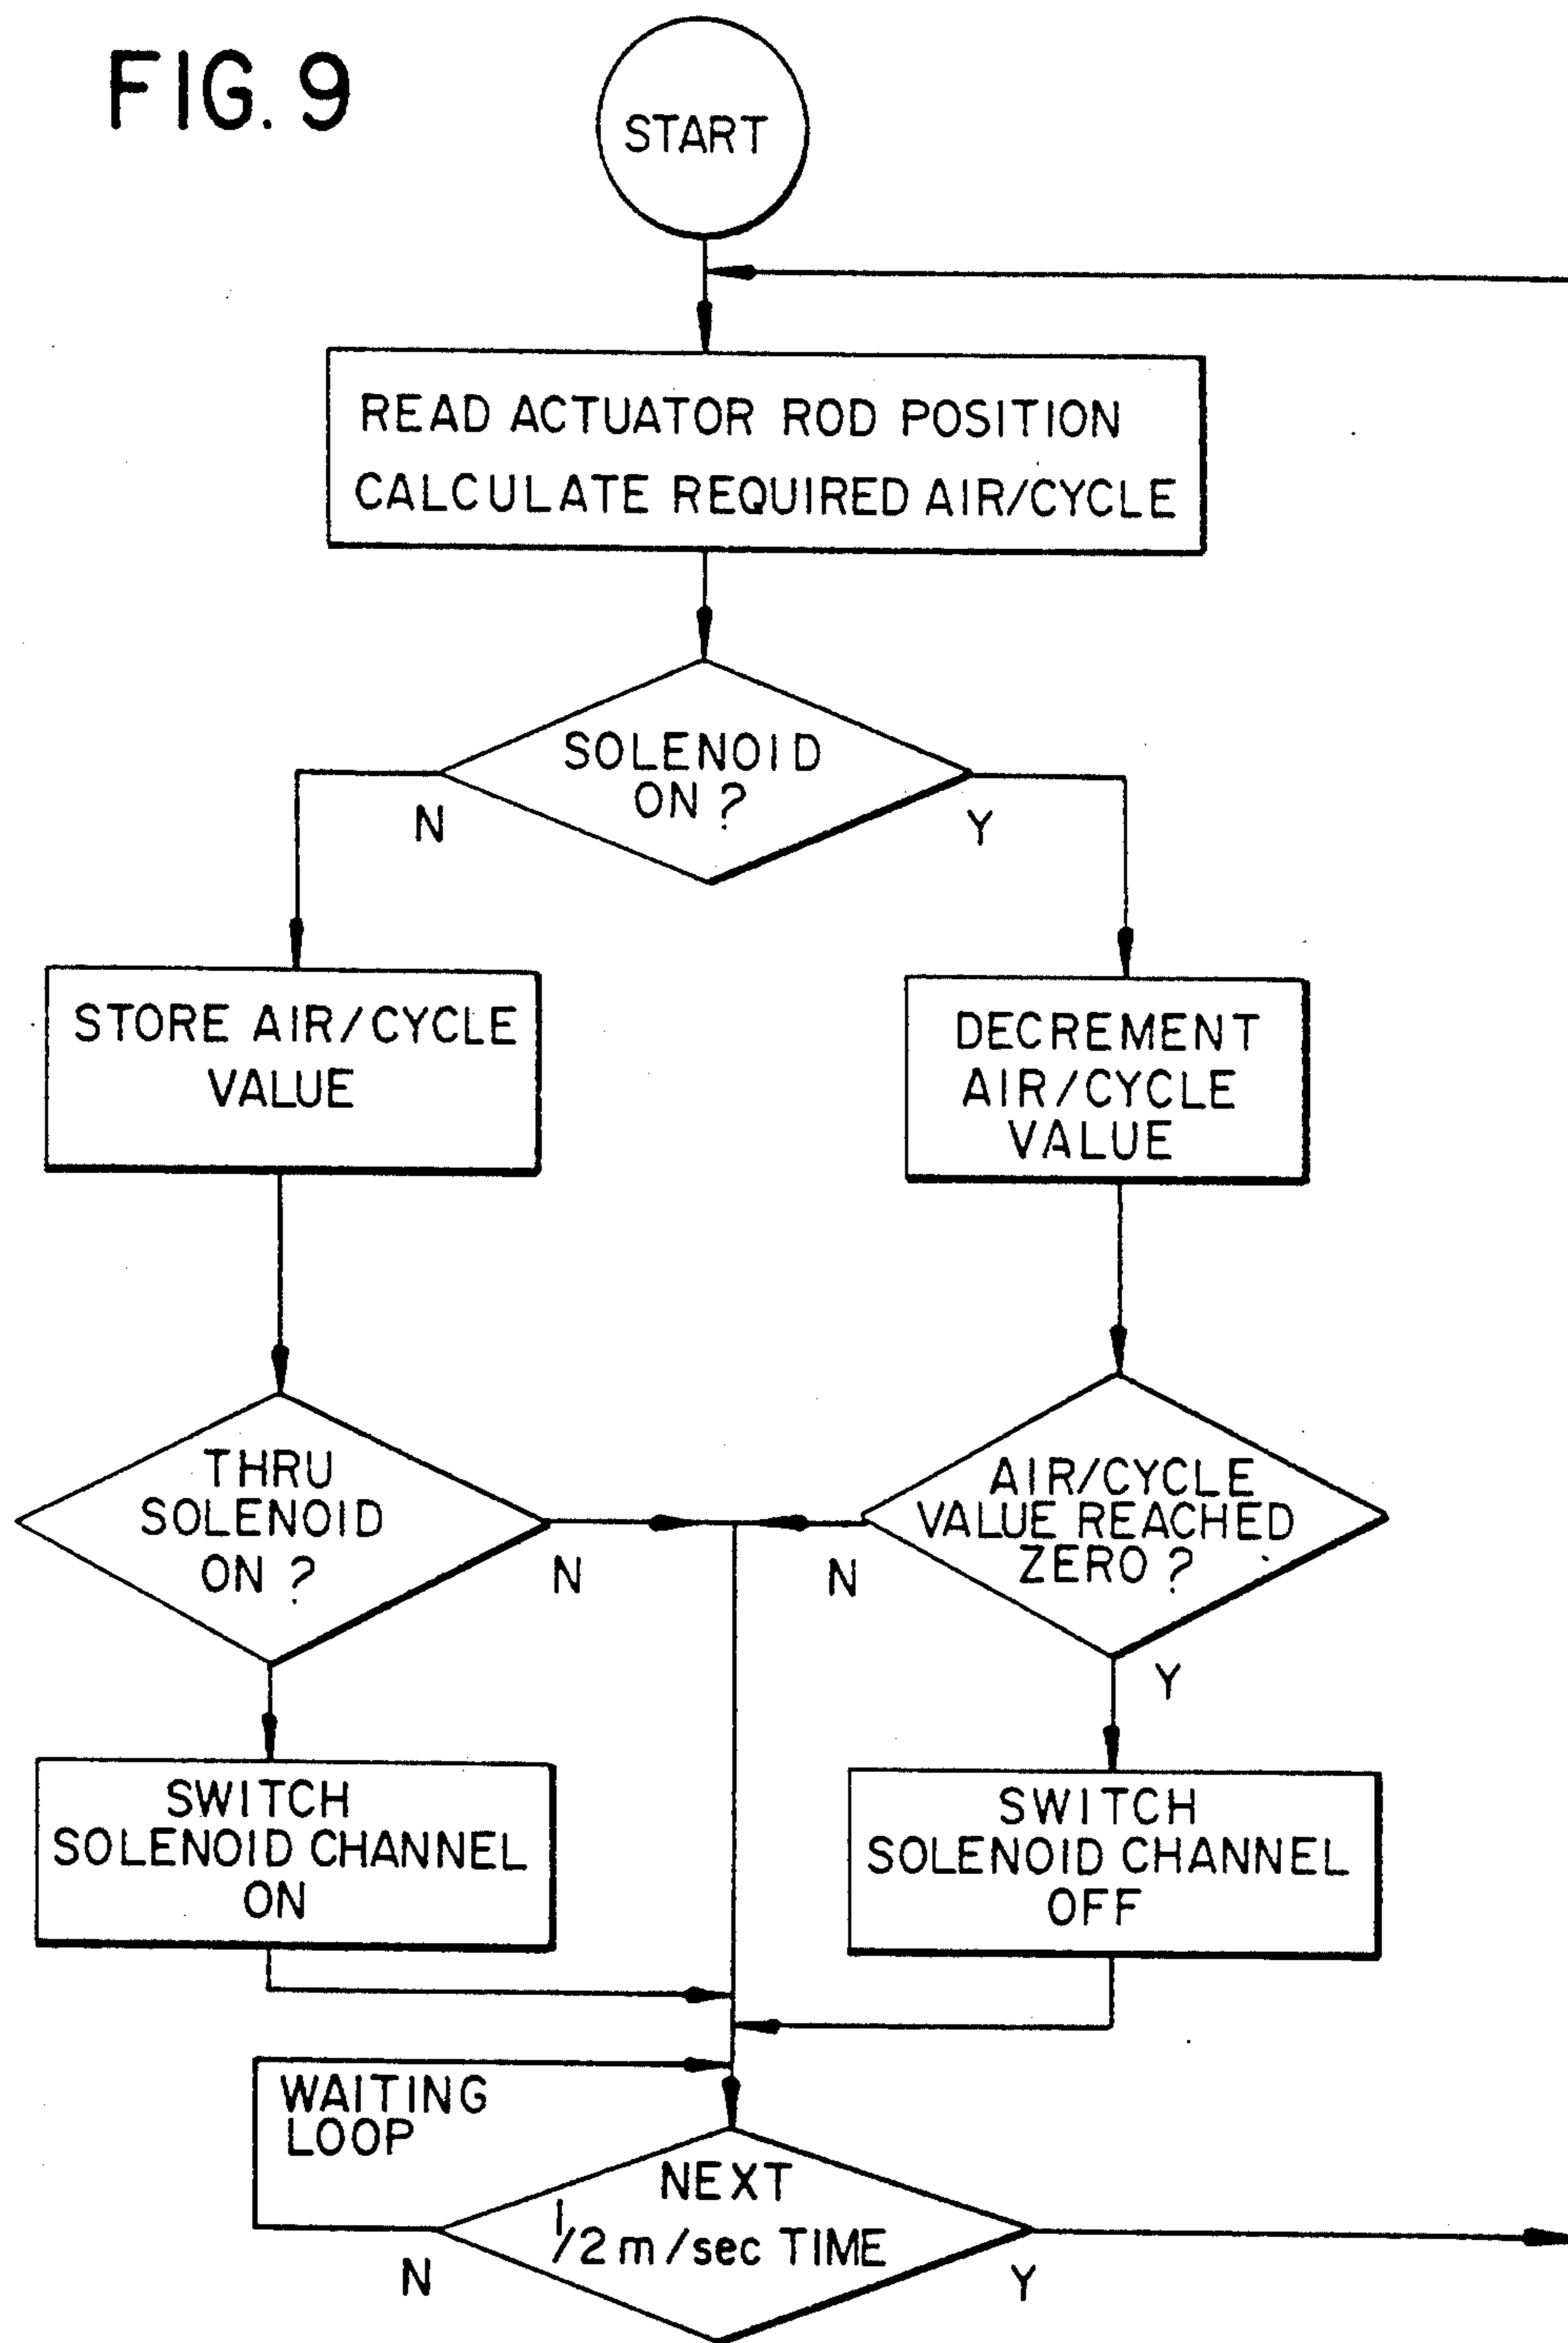 FIG. 9
START
READ ACTUATOR ROD POSITION
CALCULATE REQUIRED AIR/CYCLE
SOLENOID
ON ?
N
Y
STORE AIR/CYCLE
VALUE
DECREMENT
AIR/CYCLE
VALUE
THRU
SOLENOID
ON ?
N
AIR/CYCLE
VALUE REACHED
ZERO ?
N
Y
SWITCH
SOLENOID CHANNEL
ON
SWITCH
SOLENOID CHANNEL
OFF
WAITING
LOOP
NEXT
1/2 m/sec TIME
N
Y